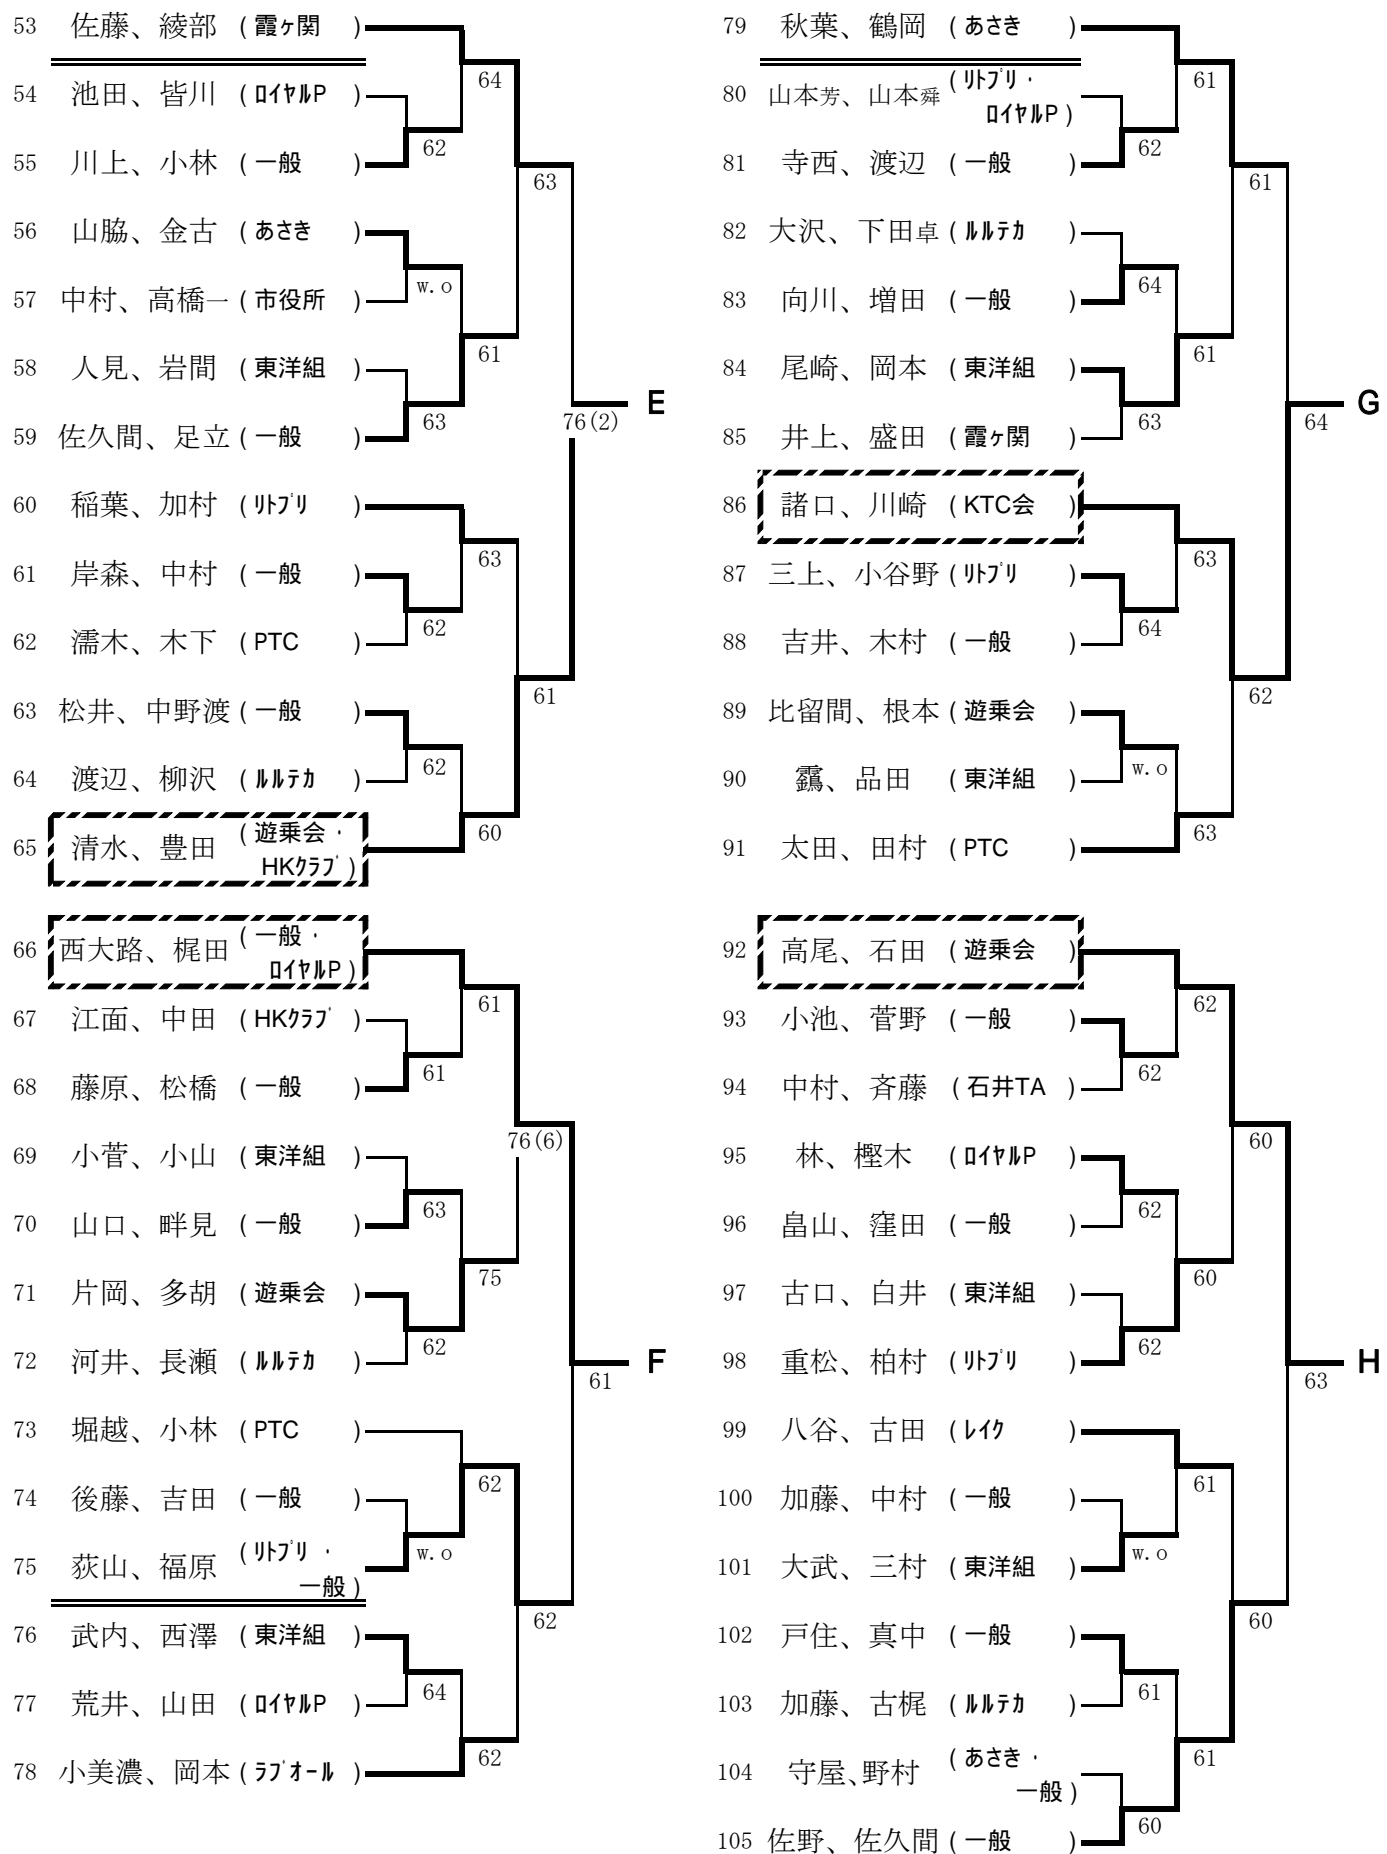 53 佐藤、綾部 (霞ヶ関)
64
54 池田、皆川 (ロイヤルP)
62
55 川上、小林 (一般)
63
56 山脇、金古 (あさき)
w.o
57 中村、高橋一 (市役所)
61
58 人見、岩間 (東洋組)
63
59 佐久間、足立 (一般)
76(2)
E
60 稲葉、加村 (リトプリ)
63
61 岸森、中村 (一般)
62
62 濡木、木下 (PTC)
61
63 松井、中野渡 (一般)
62
64 渡辺、柳沢 (ルルテカ)
60
65 清水、豊田 (遊乗会・
HKクラブ)
66 西大路、梶田 (一般・
ロイヤルP)
61
67 江面、中田 (HKクラブ)
61
68 藤原、松橋 (一般)
76(6)
69 小菅、小山 (東洋組)
63
70 山口、畔見 (一般)
75
71 片岡、多胡 (遊乗会)
62
72 河井、長瀬 (ルルテカ)
61
F
73 堀越、小林 (PTC)
62
74 後藤、吉田 (一般)
w.o
75 荻山、福原 (リトプリ・
一般)
62
76 武内、西澤 (東洋組)
64
77 荒井、山田 (ロイヤルP)
62
78 小美濃、岡本 (ラブオール)
79 秋葉、鶴岡 (あさき)
61
80 山本芳、山本舜 (リトプリ・
ロイヤルP)
62
81 寺西、渡辺 (一般)
61
82 大沢、下田卓 (ルルテカ)
64
83 向川、増田 (一般)
61
84 尾崎、岡本 (東洋組)
63
85 井上、盛田 (霞ヶ関)
64
G
86 諸口、川崎 (KTC会)
63
87 三上、小谷野 (リトプリ)
64
88 吉井、木村 (一般)
62
89 比留間、根本 (遊乗会)
w.o
90 、品田 (東洋組)
63
91 太田、田村 (PTC)
92 高尾、石田 (遊乗会)
62
93 小池、菅野 (一般)
62
94 中村、斉藤 (石井TA)
60
95 林、樫木 (ロイヤルP)
62
96 畠山、窪田 (一般)
60
97 古口、白井 (東洋組)
62
98 重松、柏村 (リトプリ)
63
H
99 八谷、古田 (レイク)
61
100 加藤、中村 (一般)
w.o
101 大武、三村 (東洋組)
60
102 戸住、真中 (一般)
61
103 加藤、古梶 (ルルテカ)
61
104 守屋、野村 (あさき・
一般)
60
105 佐野、佐久間 (一般)